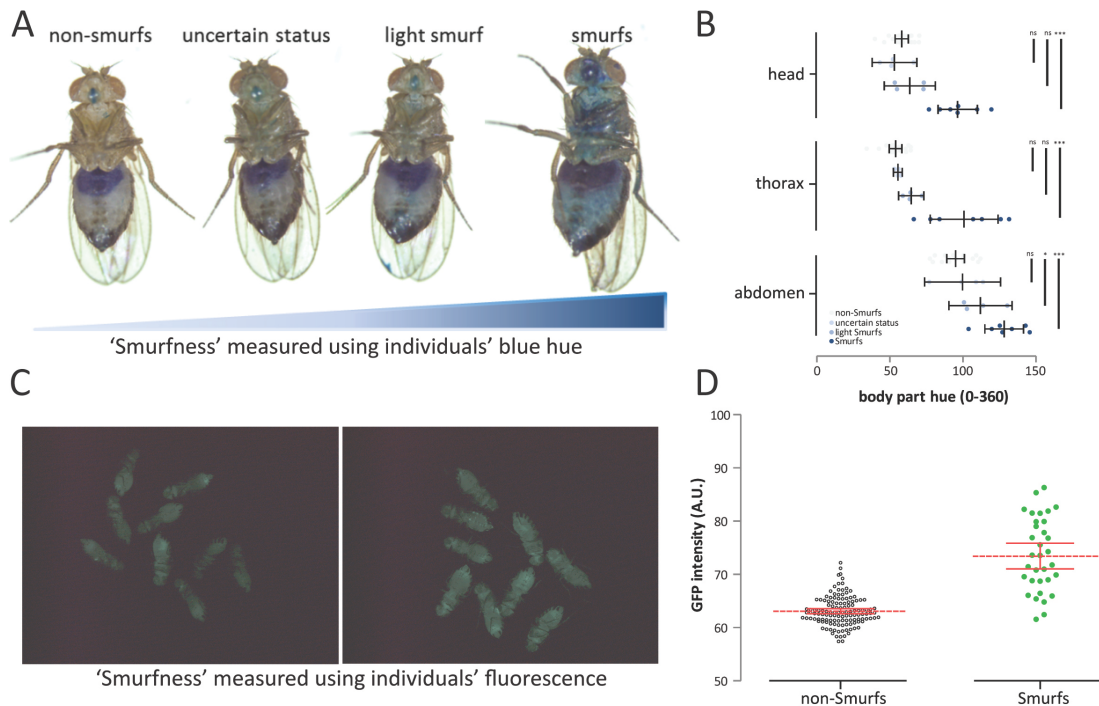 A
non-smurfs uncertain status light smurf smurfs
'Smurfness' measured using individuals' blue hue
B
ns ns ***
head
ns ns ***
thorax
ns * ***
abdomen
non-Smurfs
uncertain status
light Smurfs
Smurfs
0 50 100 150
body part hue (0-360)
C
'Smurfness' measured using individuals' fluorescence
D
100
90
80
70
60
50
GFP intensity (A.U.)
non-Smurfs Smurfs